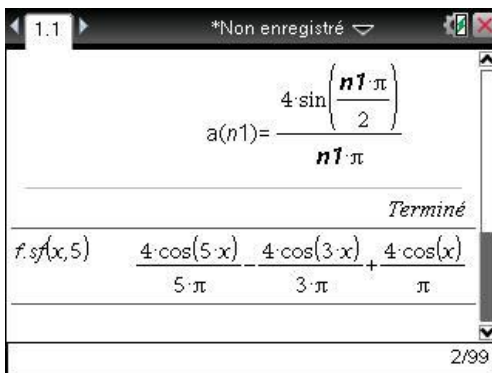 1.1 *Non enregistré
a(n1)= 4·sin(n1·π/2)/n1·π
Terminé
f.sf(x,5) 4·cos(5·x)/5·π - 4·cos(3·x)/3·π + 4·cos(x)/π
2/99